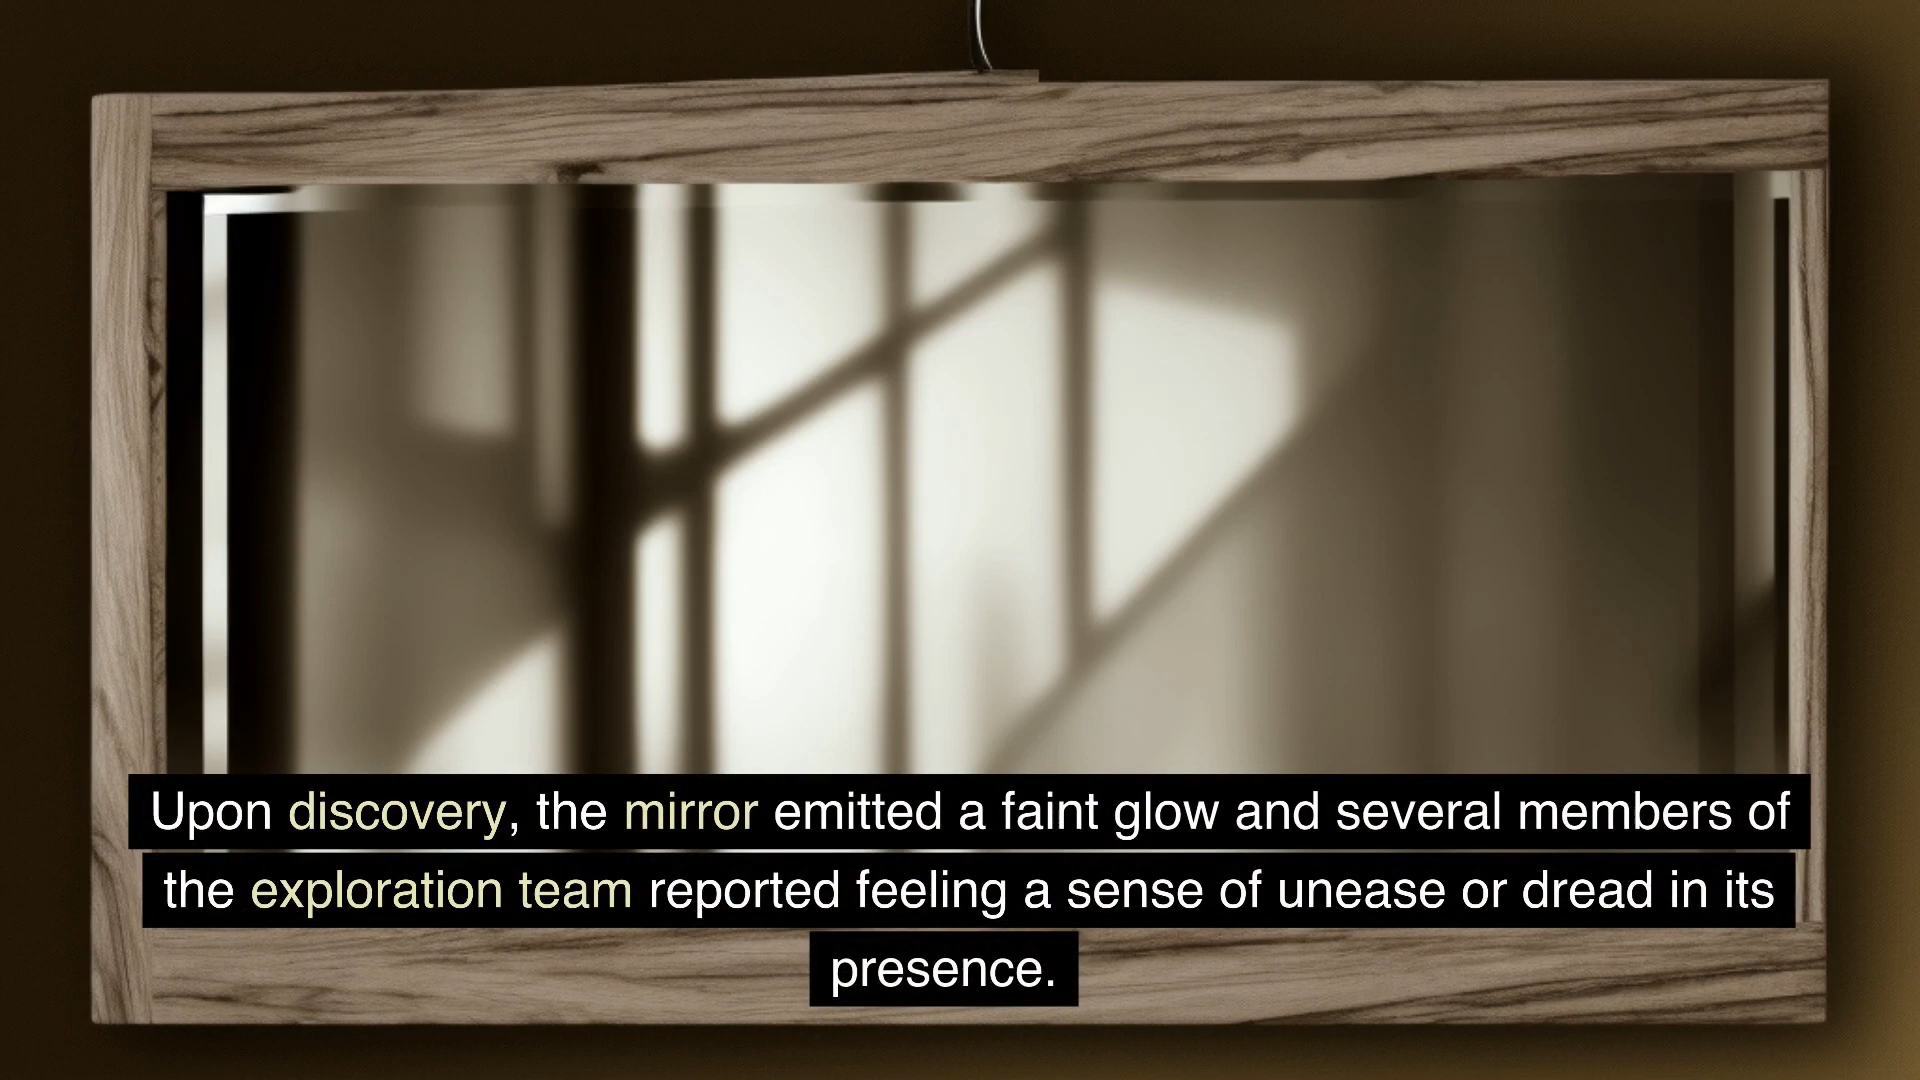 Upon discovery, the mirror emitted a faint glow and several members of
the exploration team reported feeling a sense of unease or dread in its
presence.